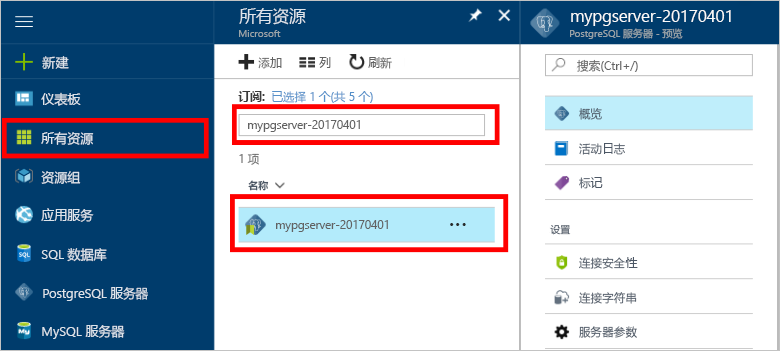 新建
仪表板
所有资源
资源组
应用服务
SQL 数据库
PostgreSQL 服务器
MySQL 服务器
所有资源
Microsoft
添加 列 刷新
订阅: 已选择 1 个(共 5 个)
mypgserver-20170401
1 项
名称
mypgserver-20170401
mypgserver-20170401
PostgreSQL 服务器 - 预览
搜索(Ctrl+/)
概览
活动日志
标记
设置
连接安全性
连接字符串
服务器参数